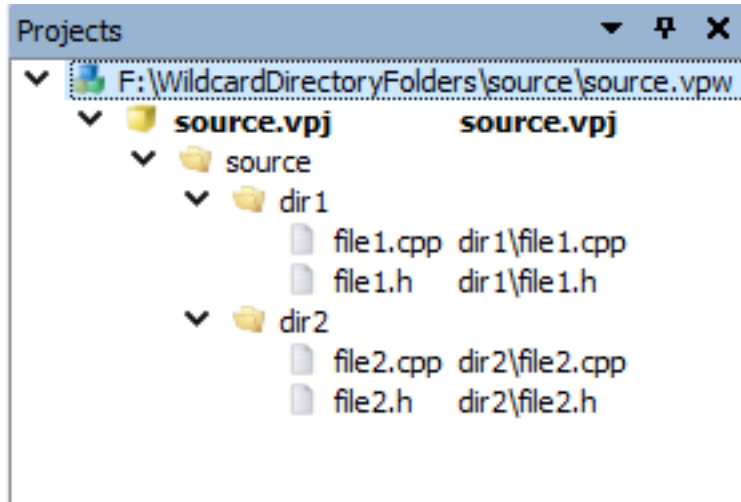 Projects
F:\WildcardDirectoryFolders\source\source.vpw
source.vpj source.vpj
source
dir1
file1.cpp dir1\file1.cpp
file1.h dir1\file1.h
dir2
file2.cpp dir2\file2.cpp
file2.h dir2\file2.h